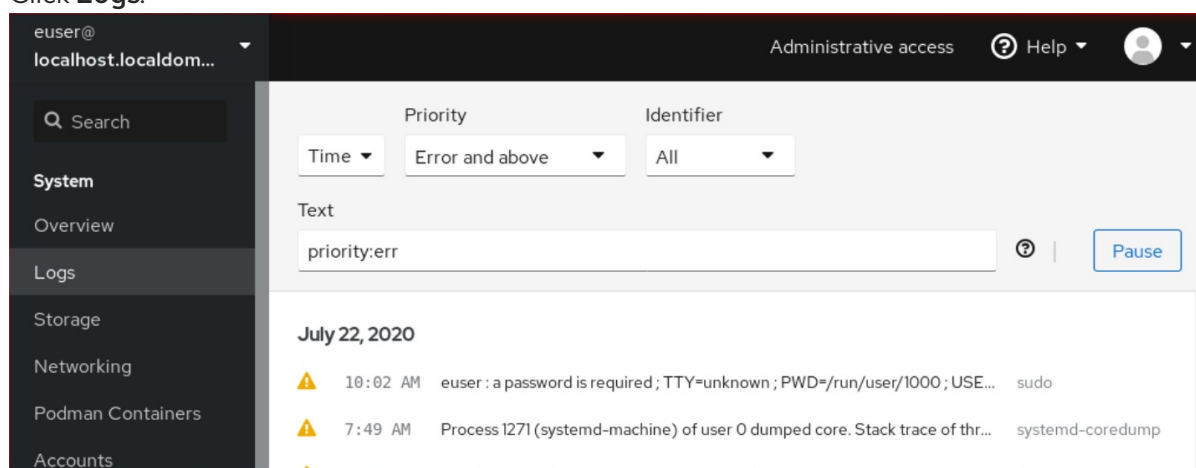 Click Logs.
euser@
localhost.localdom...
Administrative access
Help
Search
System
Overview
Logs
Storage
Networking
Podman Containers
Accounts
Priority
Identifier
Time
Error and above
All
Text
priority:err
Pause
July 22, 2020
10:02 AM euser : a password is required ; TTY=unknown ; PWD=/run/user/1000 ; USE... sudo
7:49 AM Process 1271 (systemd-machine) of user 0 dumped core. Stack trace of thr... systemd-coredump